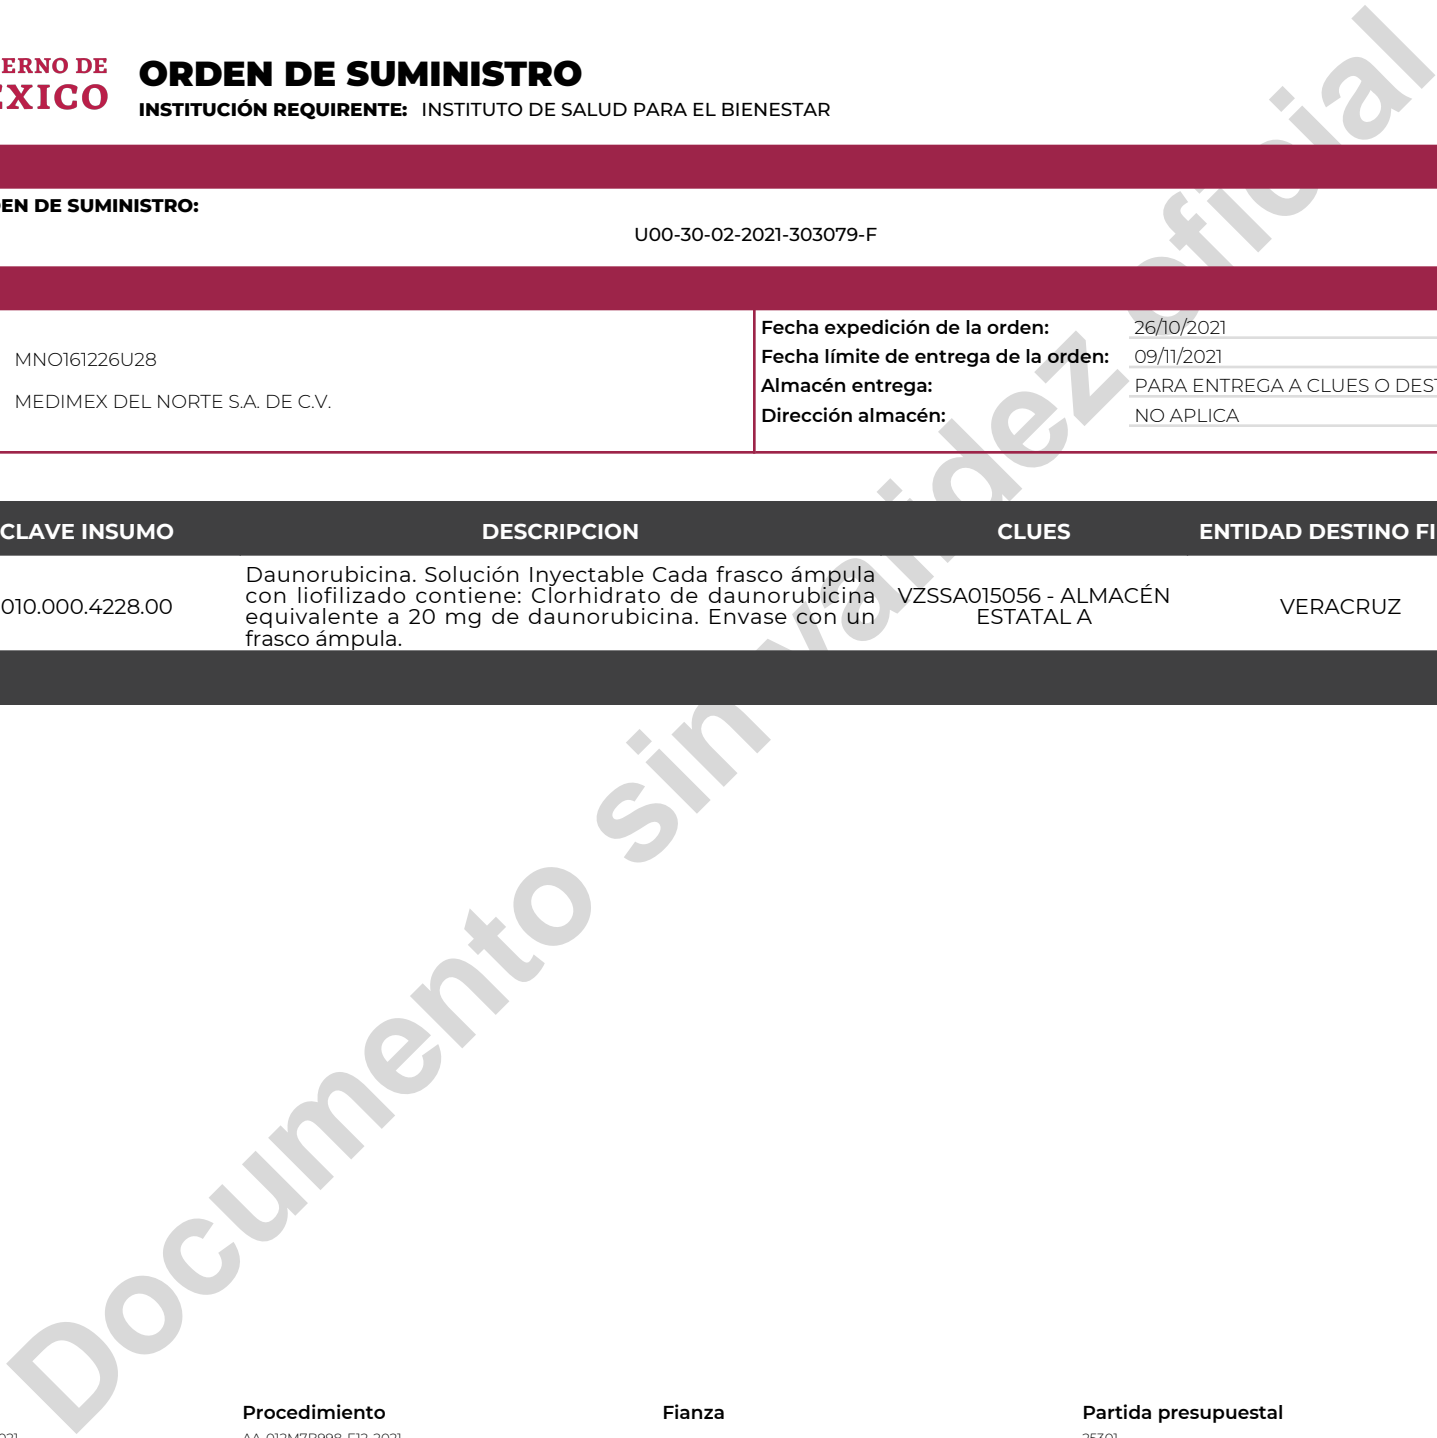 ERNO DE
ORDEN DE SUMINISTRO
INSTITUCIÓN REQUIRENTE: INSTITUTO DE SALUD PARA EL BIENESTAR
EN DE SUMINISTRO:
U00-30-02-2021-303079-F
MNO161226U28
MEDIMEX DEL NORTE S.A. DE C.V.
Fecha expedición de la orden: 26/10/2021
Fecha límite de entrega de la orden: 09/11/2021
Almacén entrega: PARA ENTREGA A CLUES O DEST
Dirección almacén: NO APLICA
CLAVE INSUMO DESCRIPCION CLUES ENTIDAD DESTINO FI
010.000.4228.00
Daunorubicina. Solución Inyectable Cada frasco ámpula
con liofilizado contiene: Clorhidrato de daunorubicina
equivalente a 20 mg de daunorubicina. Envase con un
frasco ámpula.
VZSSA015056 - ALMACÉN
ESTATAL A
VERACRUZ
Documento sin validez oficial
Procedimiento Fianza Partida presupuestal